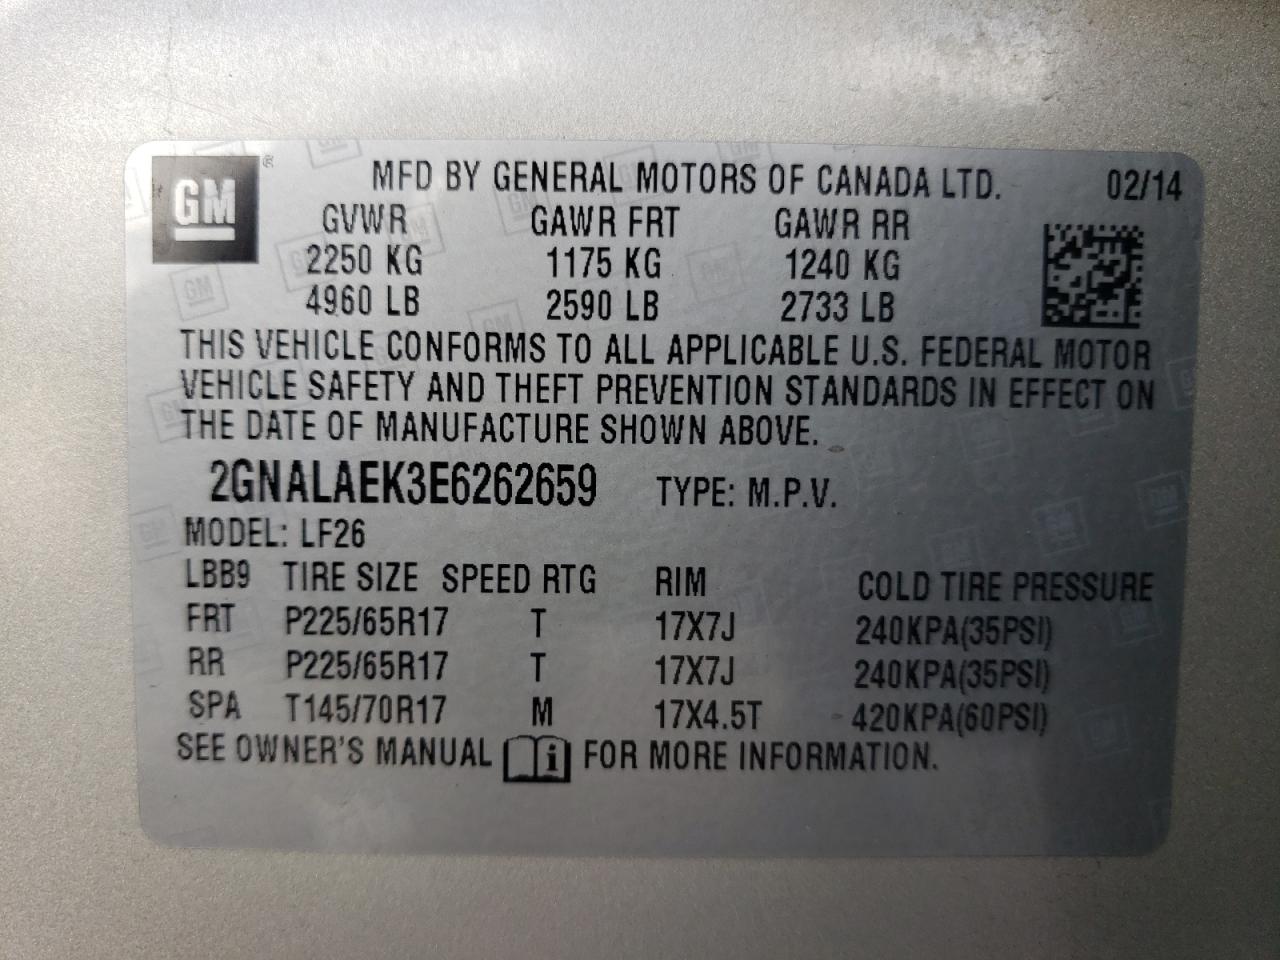 GM ®
MFD BY GENERAL MOTORS OF CANADA LTD. 02/14
GVWR GAWR FRT GAWR RR
2250 KG 1175 KG 1240 KG
4960 LB 2590 LB 2733 LB
THIS VEHICLE CONFORMS TO ALL APPLICABLE U.S. FEDERAL MOTOR
VEHICLE SAFETY AND THEFT PREVENTION STANDARDS IN EFFECT ON
THE DATE OF MANUFACTURE SHOWN ABOVE.
2GNALAEK3E6262659 TYPE: M.P.V.
MODEL: LF26
LBB9 TIRE SIZE SPEED RTG RIM COLD TIRE PRESSURE
FRT P225/65R17 T 17X7J 240KPA(35PSI)
RR P225/65R17 T 17X7J 240KPA(35PSI)
SPA T145/70R17 M 17X4.5T 420KPA(60PSI)
SEE OWNER'S MANUAL i FOR MORE INFORMATION.